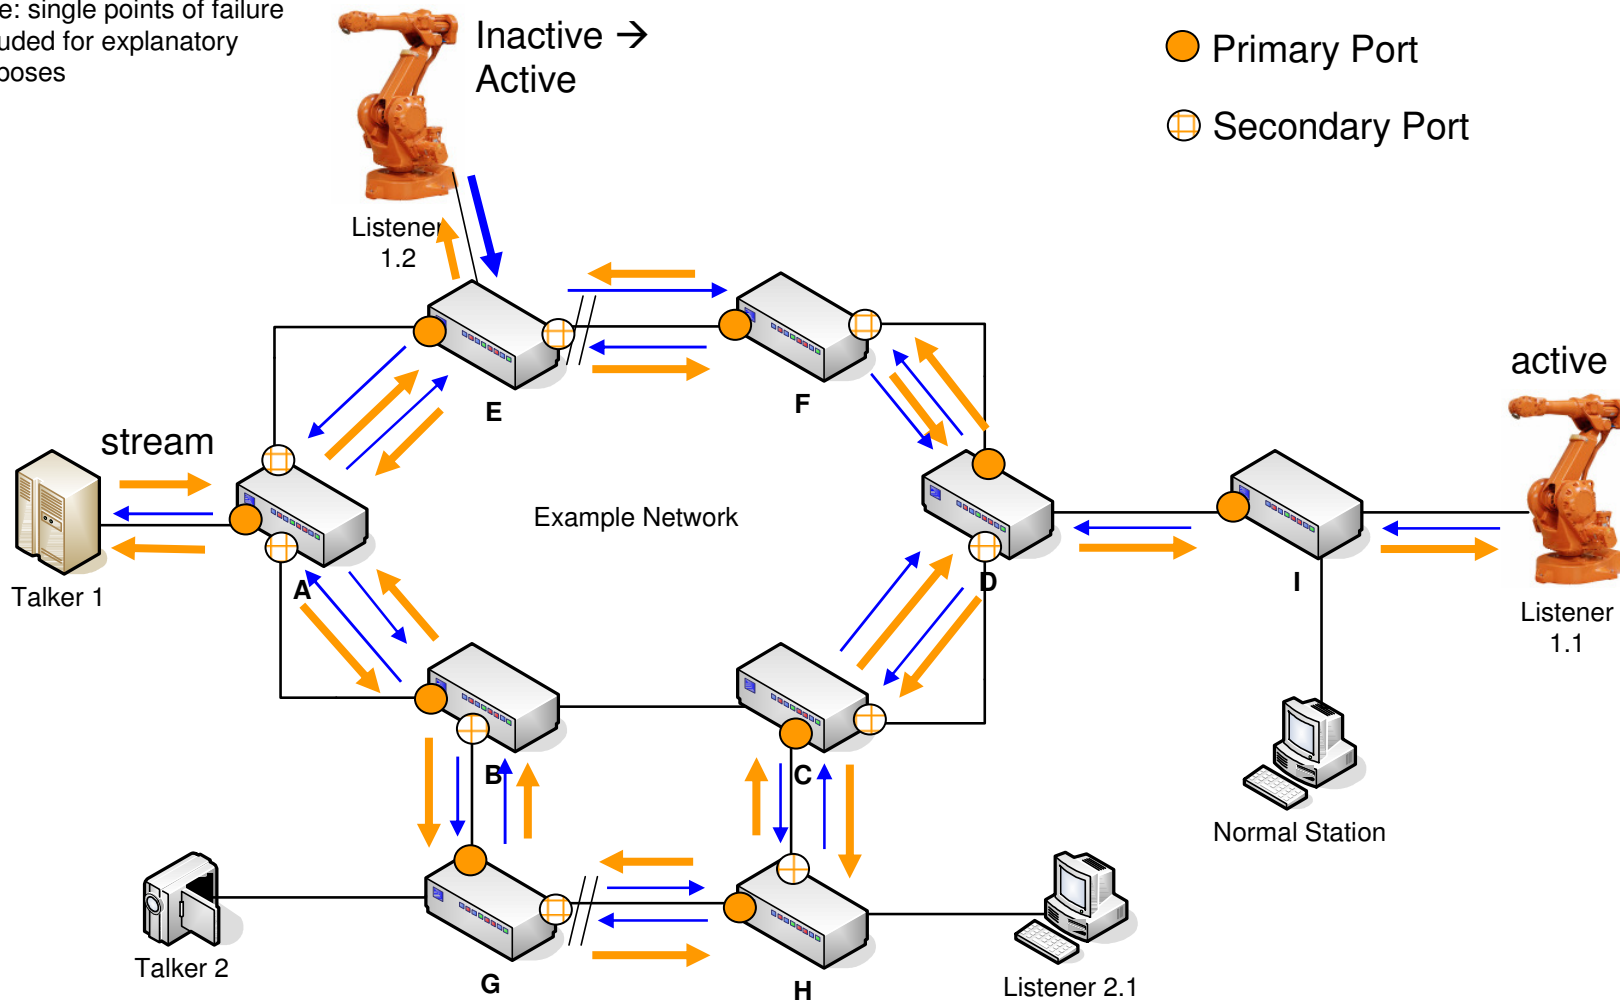 e: single points of failure
uded for explanatory
poses
Inactive →
Active
Primary Port
Secondary Port
Listener
1.2
E
F
active
stream
Example Network
Talker 1
A
D
I
Listener
1.1
B
C
Normal Station
Talker 2
G
H
Listener 2.1